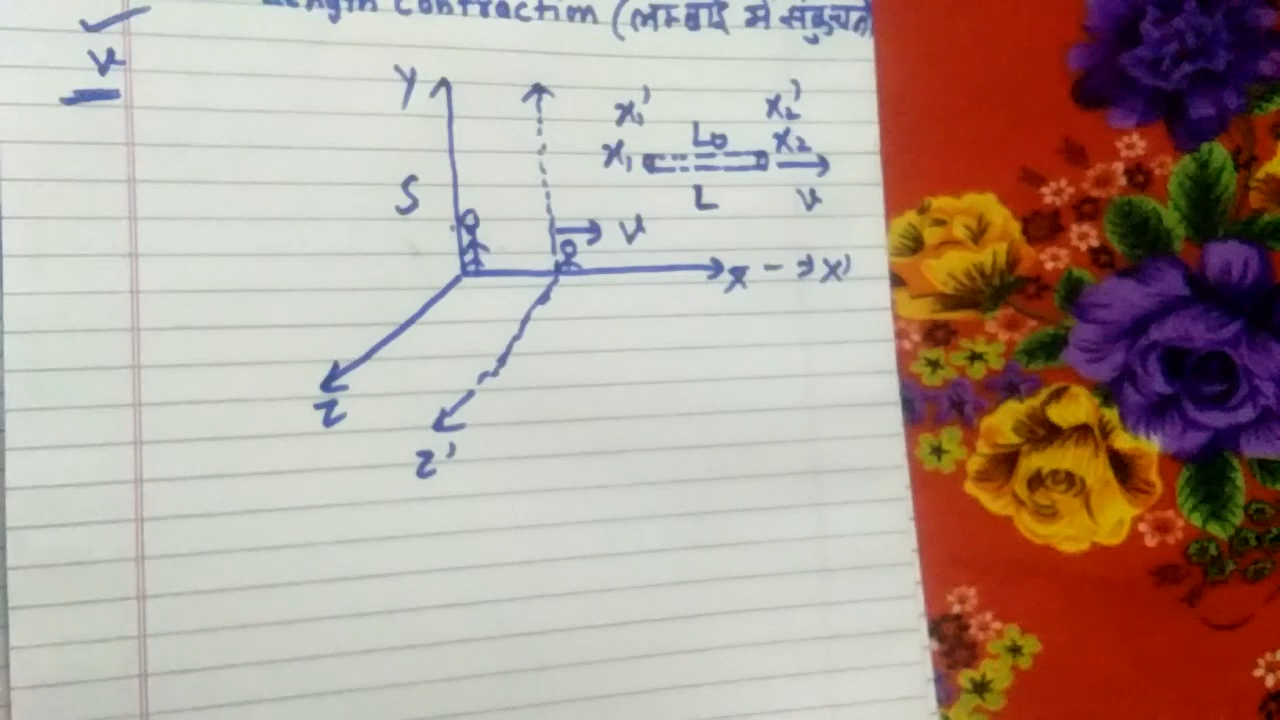 Length Contraction (लम्बाई में संकुचन
v
Y
x₁' x₂'
x₁ L₀ x₂
S L v
v
x → x'
Z
Z'